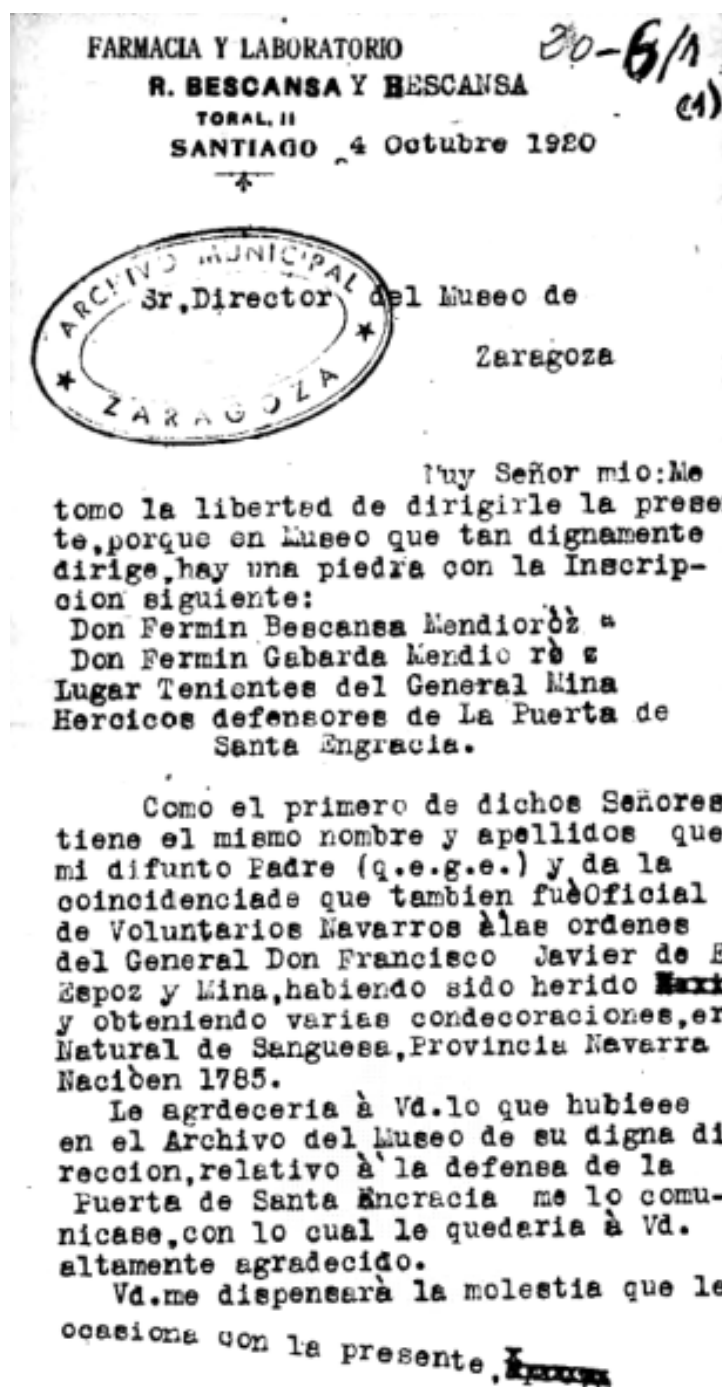 FARMACIA Y LABORATORIO
20-6/1
(1)
R. BESCANSA Y BESCANSA
TORAL, 11
SANTIAGO 4 Octubre 1920
ARCHIVO MUNICIPAL
ZARAGOZA
Sr,Director del Museo de
Zaragoza
Muy Señor mio:Me
tomo la libertad de dirigirle la presen
te,porque en Museo que tan dignamente
dirige,hay una piedra con la Inscrip-
cion siguiente:
Don Fermin Bescansa Mendioròz
Don Fermin Gabarda Mendio rò z
Lugar Tenientes del General Mina
Heroicos defensores de La Puerta de
Santa Engracia.
Como el primero de dichos Señores
tiene el mismo nombre y apellidos que
mi difunto Padre (q.e.g.e.) y da la
coincidenciade que tambien fuèOficial
de Voluntarios Navarros àlas ordenes
del General Don Francisco Javier de E
Espoz y Mina,habiendo sido herido
y obteniendo varias condecoraciones,er
Natural de Sanguesa,Provincia Navarra
Naciòen 1785.
Le agrdeceria à Vd.lo que hubiese
en el Archivo del Museo de su digna di
reccion,relativo à la defensa de la
Puerta de Santa Encracia me lo comu-
nicase,con lo cual le quedaria à Vd.
altamente agradecido.
Vd.me dispensarà la molestia que le
ocasiona con la presente,